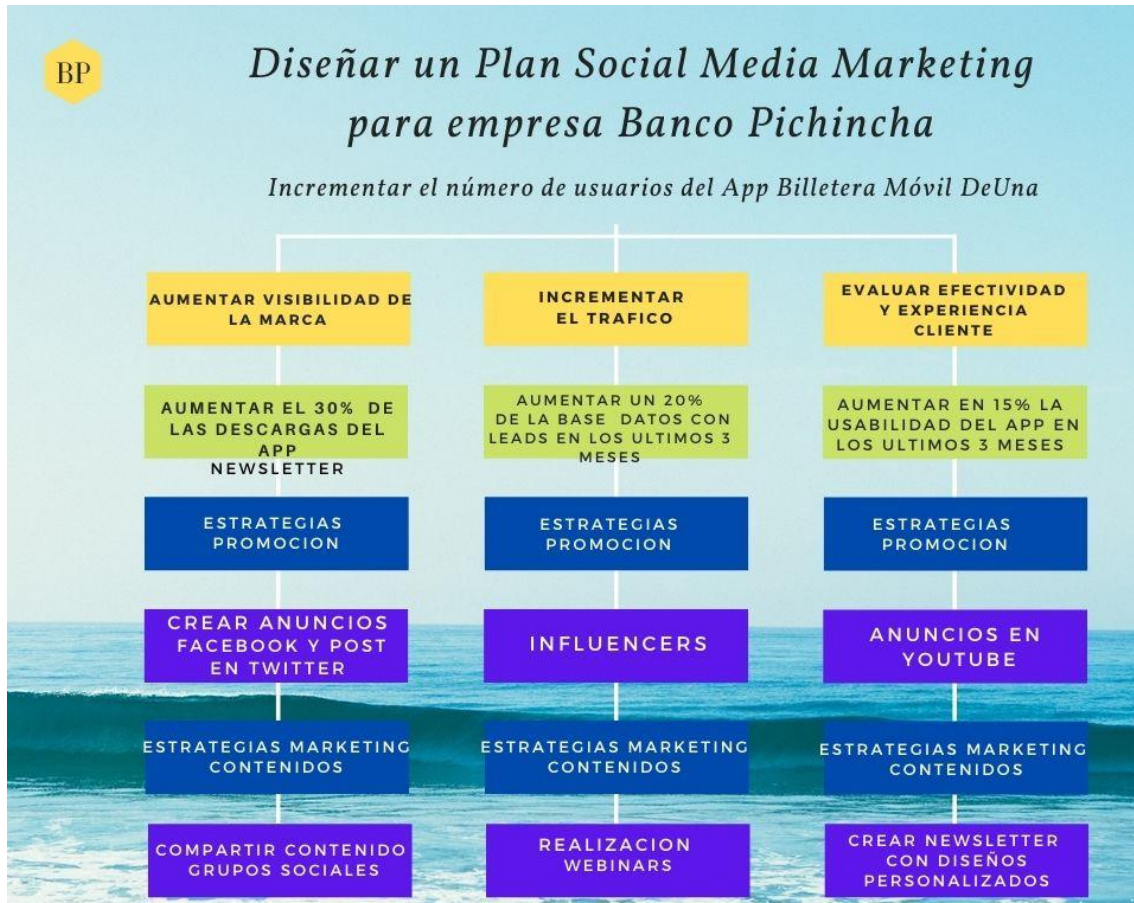 BP
Diseñar un Plan Social Media Marketing
para empresa Banco Pichincha
Incrementar el número de usuarios del App Billetera Móvil DeUna
AUMENTAR VISIBILIDAD DE
LA MARCA
INCREMENTAR
EL TRAFICO
EVALUAR EFECTIVIDAD
Y EXPERIENCIA
CLIENTE
AUMENTAR EL 30% DE
LAS DESCARGAS DEL
APP
NEWSLETTER
AUMENTAR UN 20%
DE LA BASE DATOS CON
LEADS EN LOS ULTIMOS 3
MESES
AUMENTAR EN 15% LA
USABILIDAD DEL APP EN
LOS ULTIMOS 3 MESES
ESTRATEGIAS
PROMOCION
ESTRATEGIAS
PROMOCION
ESTRATEGIAS
PROMOCION
CREAR ANUNCIOS
FACEBOOK Y POST
EN TWITTER
INFLUENCERS
ANUNCIOS EN
YOUTUBE
ESTRATEGIAS MARKETING
CONTENIDOS
ESTRATEGIAS MARKETING
CONTENIDOS
ESTRATEGIAS MARKETING
CONTENIDOS
COMPARTIR CONTENIDO
GRUPOS SOCIALES
REALIZACION
WEBINARS
CREAR NEWSLETTER
CON DISEÑOS
PERSONALIZADOS